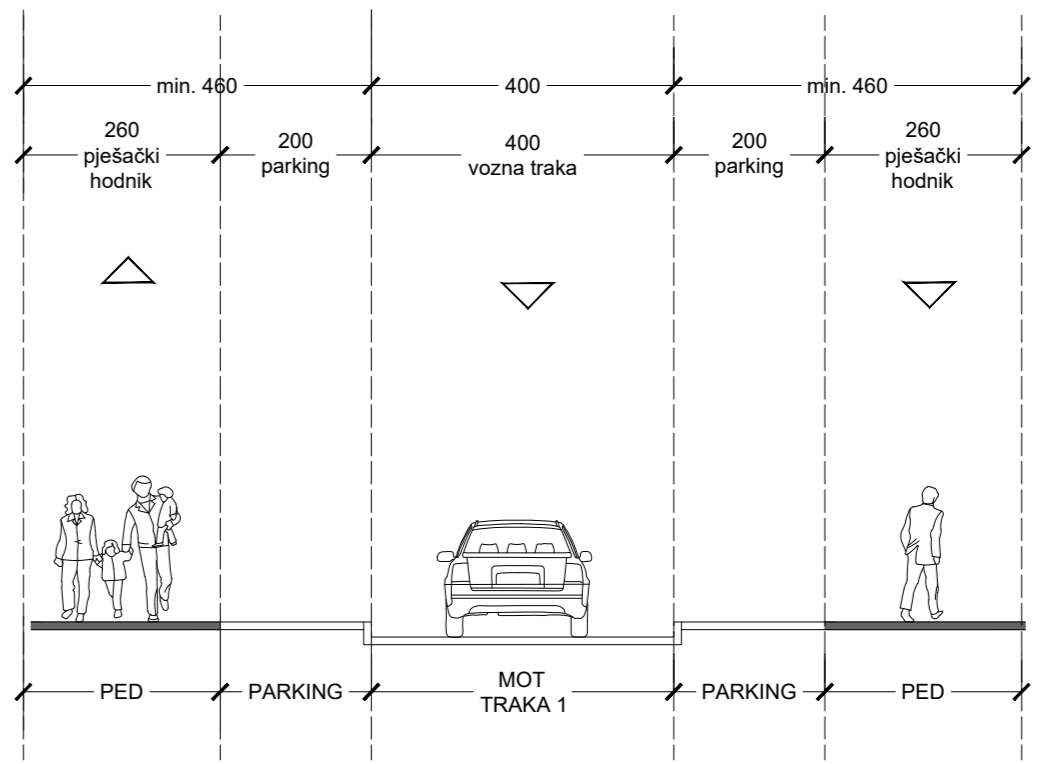 min. 460
400
min. 460
260
pješački
hodnik
200
parking
400
vozna traka
200
parking
260
pješački
hodnik
PED
PARKING
MOT
TRAKA 1
PARKING
PED